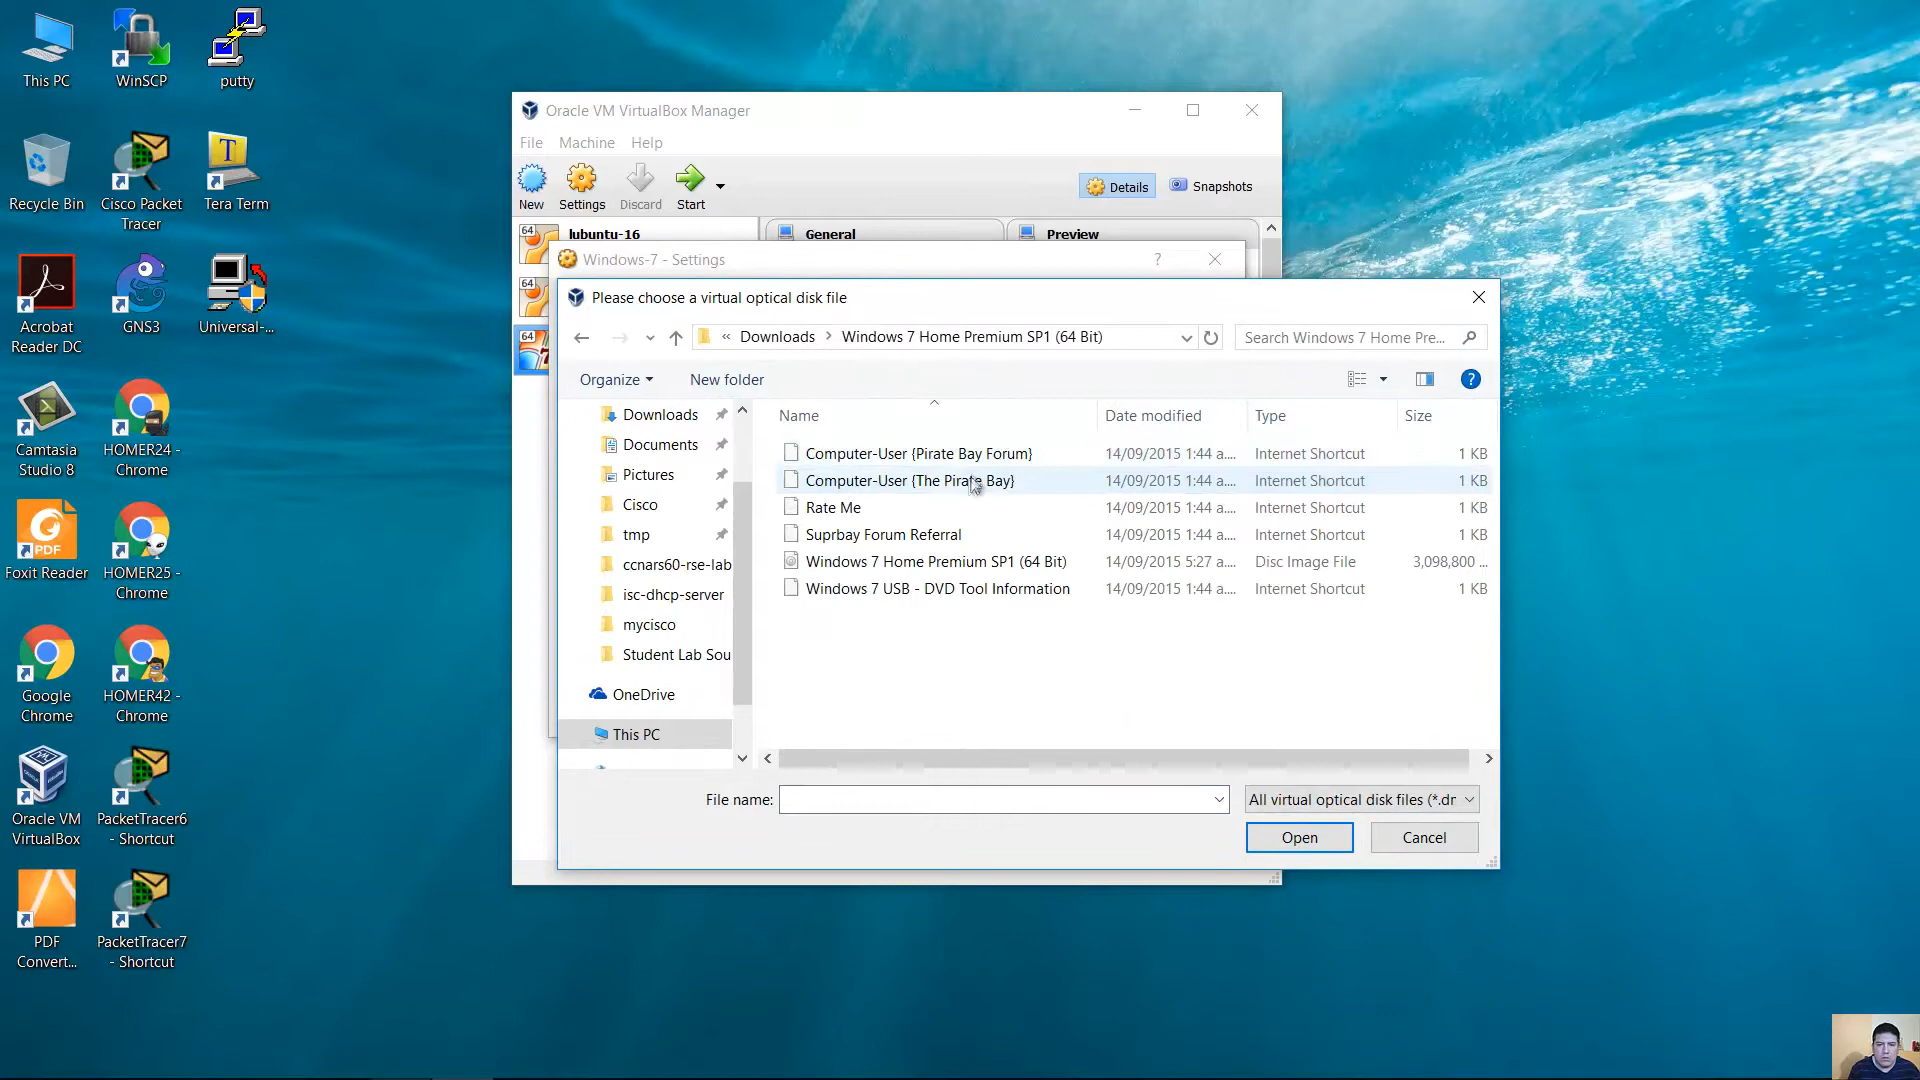 This PC
WinSCP
putty
Recycle Bin
Cisco Packet
Tracer
Tera Term
Acrobat
Reader DC
GNS3
Universal-...
Camtasia
Studio 8
HOMER24 -
Chrome
Foxit Reader
HOMER25 -
Chrome
Google
Chrome
HOMER42 -
Chrome
Oracle VM
VirtualBox
PacketTracer6
- Shortcut
PDF
Convert...
PacketTracer7
- Shortcut
Oracle VM VirtualBox Manager
File Machine Help
New Settings Discard Start Details Snapshots
64 lubuntu-16 General Preview
64
64
Windows-7 - Settings ?
Please choose a virtual optical disk file
« Downloads > Windows 7 Home Premium SP1 (64 Bit) Search Windows 7 Home Pre...
Organize New folder ?
Downloads
Documents
Pictures
Cisco
tmp
ccnars60-rse-lab
isc-dhcp-server
mycisco
Student Lab Sou
OneDrive
This PC
Name Date modified Type Size
Computer-User {Pirate Bay Forum} 14/09/2015 1:44 a.... Internet Shortcut 1 KB
Computer-User {The Pirate Bay} 14/09/2015 1:44 a.... Internet Shortcut 1 KB
Rate Me 14/09/2015 1:44 a.... Internet Shortcut 1 KB
Suprbay Forum Referral 14/09/2015 1:44 a.... Internet Shortcut 1 KB
Windows 7 Home Premium SP1 (64 Bit) 14/09/2015 5:27 a.... Disc Image File 3,098,800 ...
Windows 7 USB - DVD Tool Information 14/09/2015 1:44 a.... Internet Shortcut 1 KB
File name: All virtual optical disk files (*.dr
Open Cancel